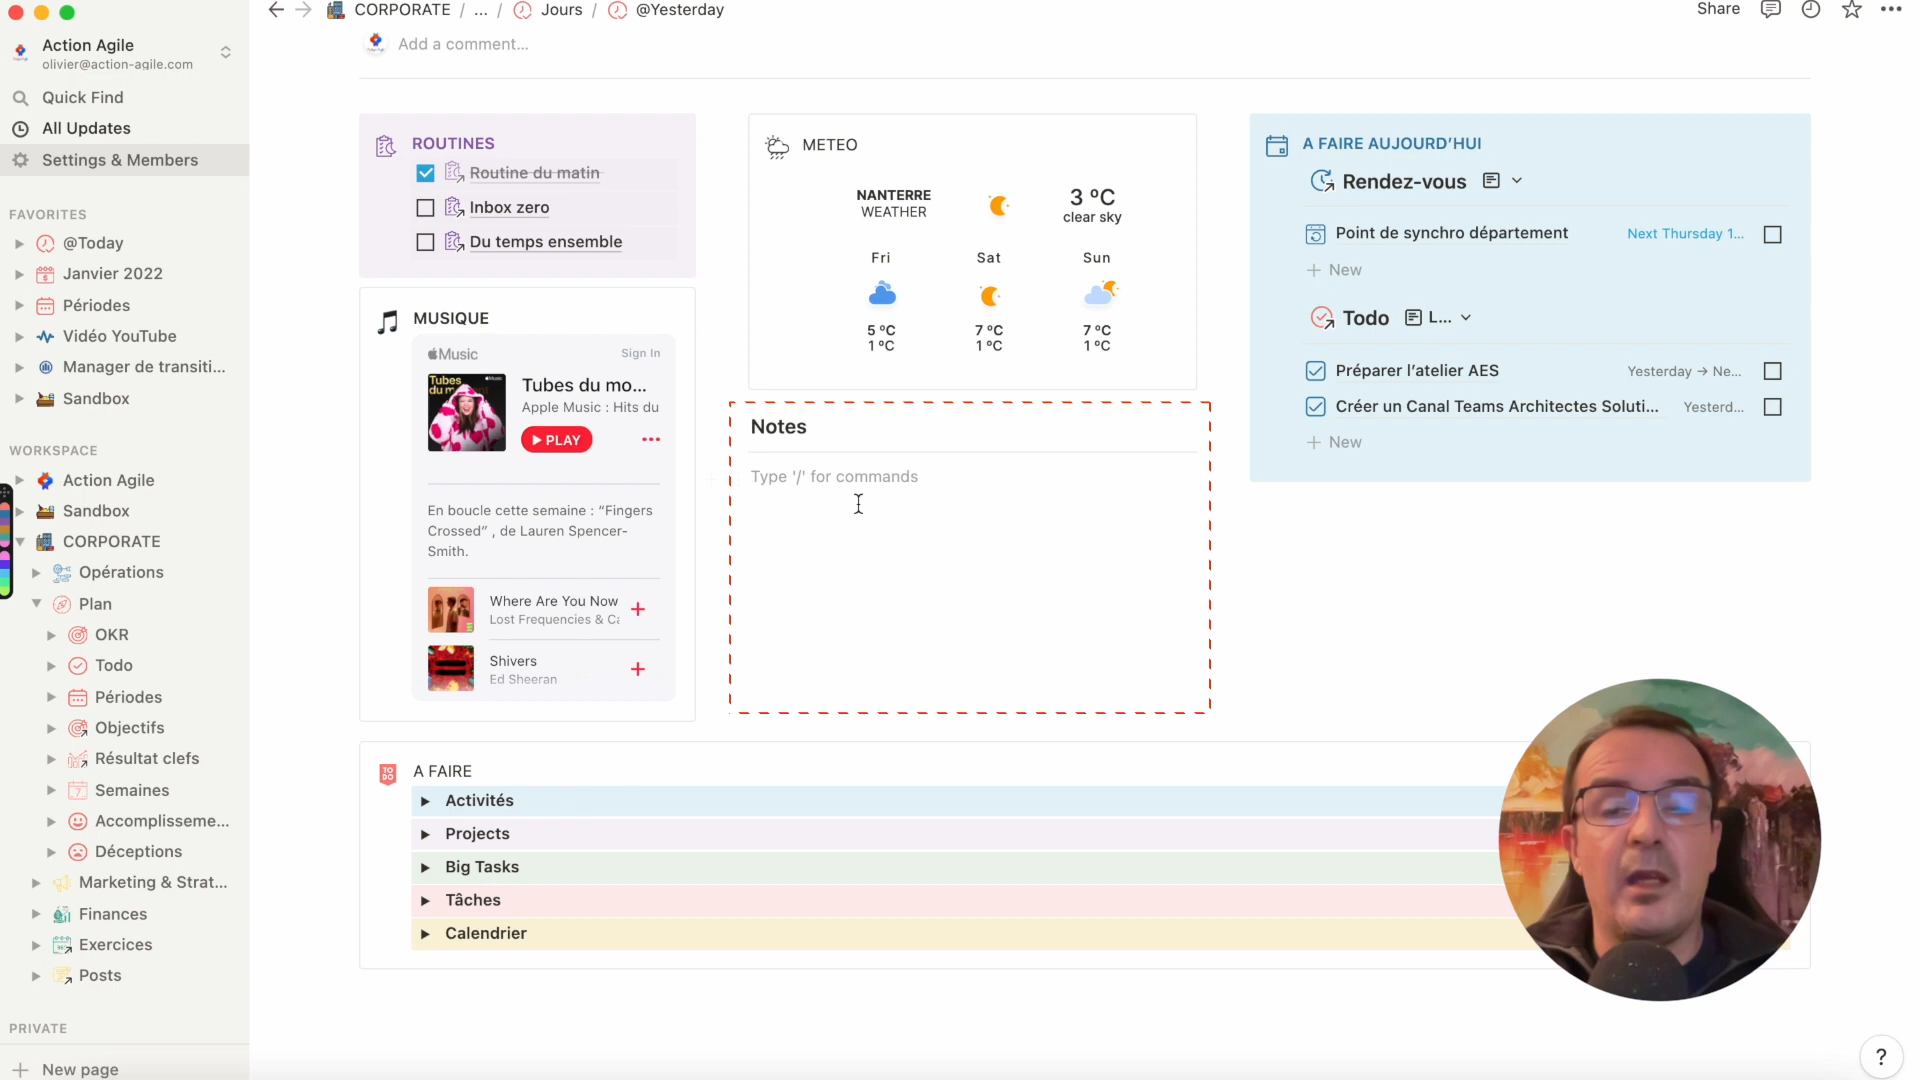 CORPORATE / ... / Jours / @Yesterday
Share
Action Agile
olivier@action-agile.com
Quick Find
All Updates
Settings & Members
FAVORITES
@Today
Janvier 2022
Périodes
Vidéo YouTube
Manager de transiti...
Sandbox
WORKSPACE
Action Agile
Sandbox
CORPORATE
Opérations
Plan
OKR
Todo
Périodes
Objectifs
Résultat clefs
Semaines
Accomplisseme...
Déceptions
Marketing & Strat...
Finances
Exercices
Posts
PRIVATE
New page
Add a comment...
ROUTINES
Routine du matin
Inbox zero
Du temps ensemble
MUSIQUE
Music
Sign In
Tubes du moment
Tubes du mo...
Apple Music : Hits du
PLAY
En boucle cette semaine : “Fingers
Crossed” , de Lauren Spencer-
Smith.
Where Are You Now
Lost Frequencies & Ca
Shivers
Ed Sheeran
METEO
NANTERRE
WEATHER
3 °C
clear sky
Fri Sat Sun
5 °C 7 °C 7 °C
1 °C 1 °C 1 °C
Notes
Type '/' for commands
A FAIRE AUJOURD’HUI
Rendez-vous
Point de synchro département Next Thursday 1...
+ New
Todo L...
Préparer l’atelier AES Yesterday → Ne...
Créer un Canal Teams Architectes Soluti... Yesterd...
+ New
TO DO
A FAIRE
Activités
Projects
Big Tasks
Tâches
Calendrier
?